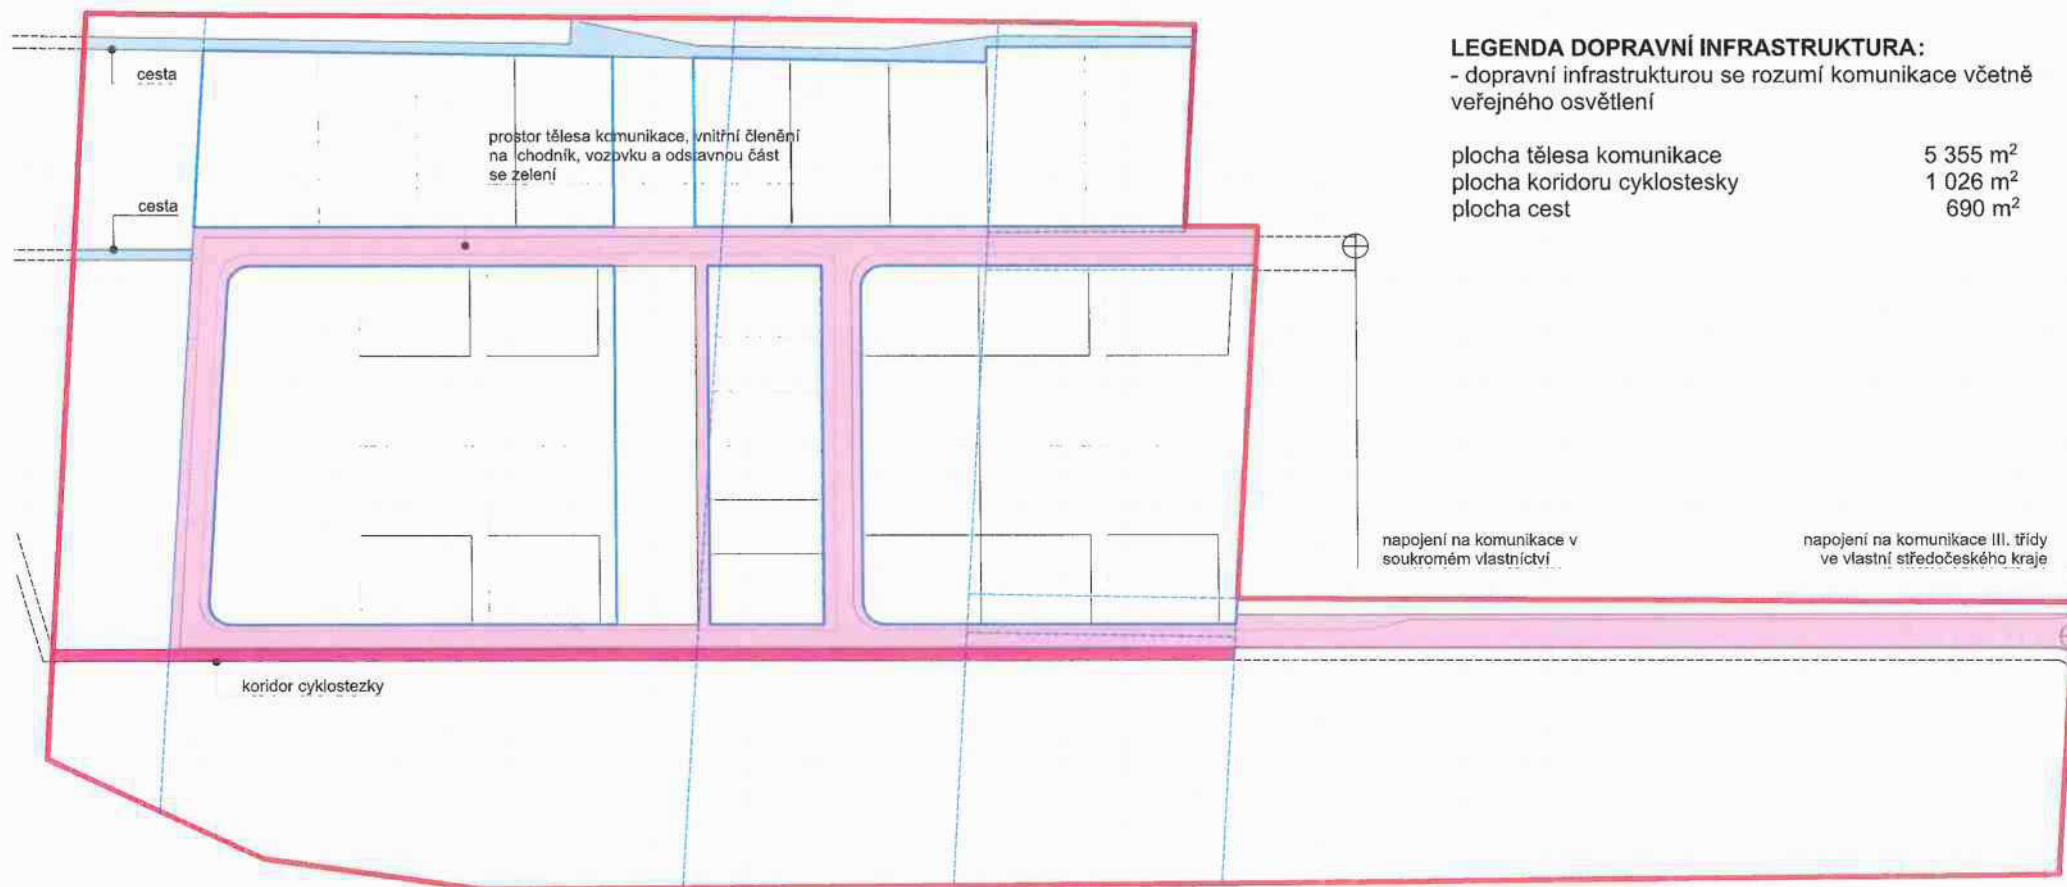 LEGENDA DOPRAVNÍ INFRASTRUKTURA:
- dopravní infrastrukturou se rozumí komunikace včetně
veřejného osvětlení
plocha tělesa komunikace 5 355 m²
plocha koridoru cyklostesky 1 026 m²
plocha cest 690 m²
cesta
prostor tělesa komunikace, vnitřní členění
na chodník, vozovku a odstavnou část
se zelení
cesta
napojení na komunikace v
soukromém vlastnictví
napojení na komunikace III. třídy
ve vlastní středočeského kraje
koridor cyklostezky